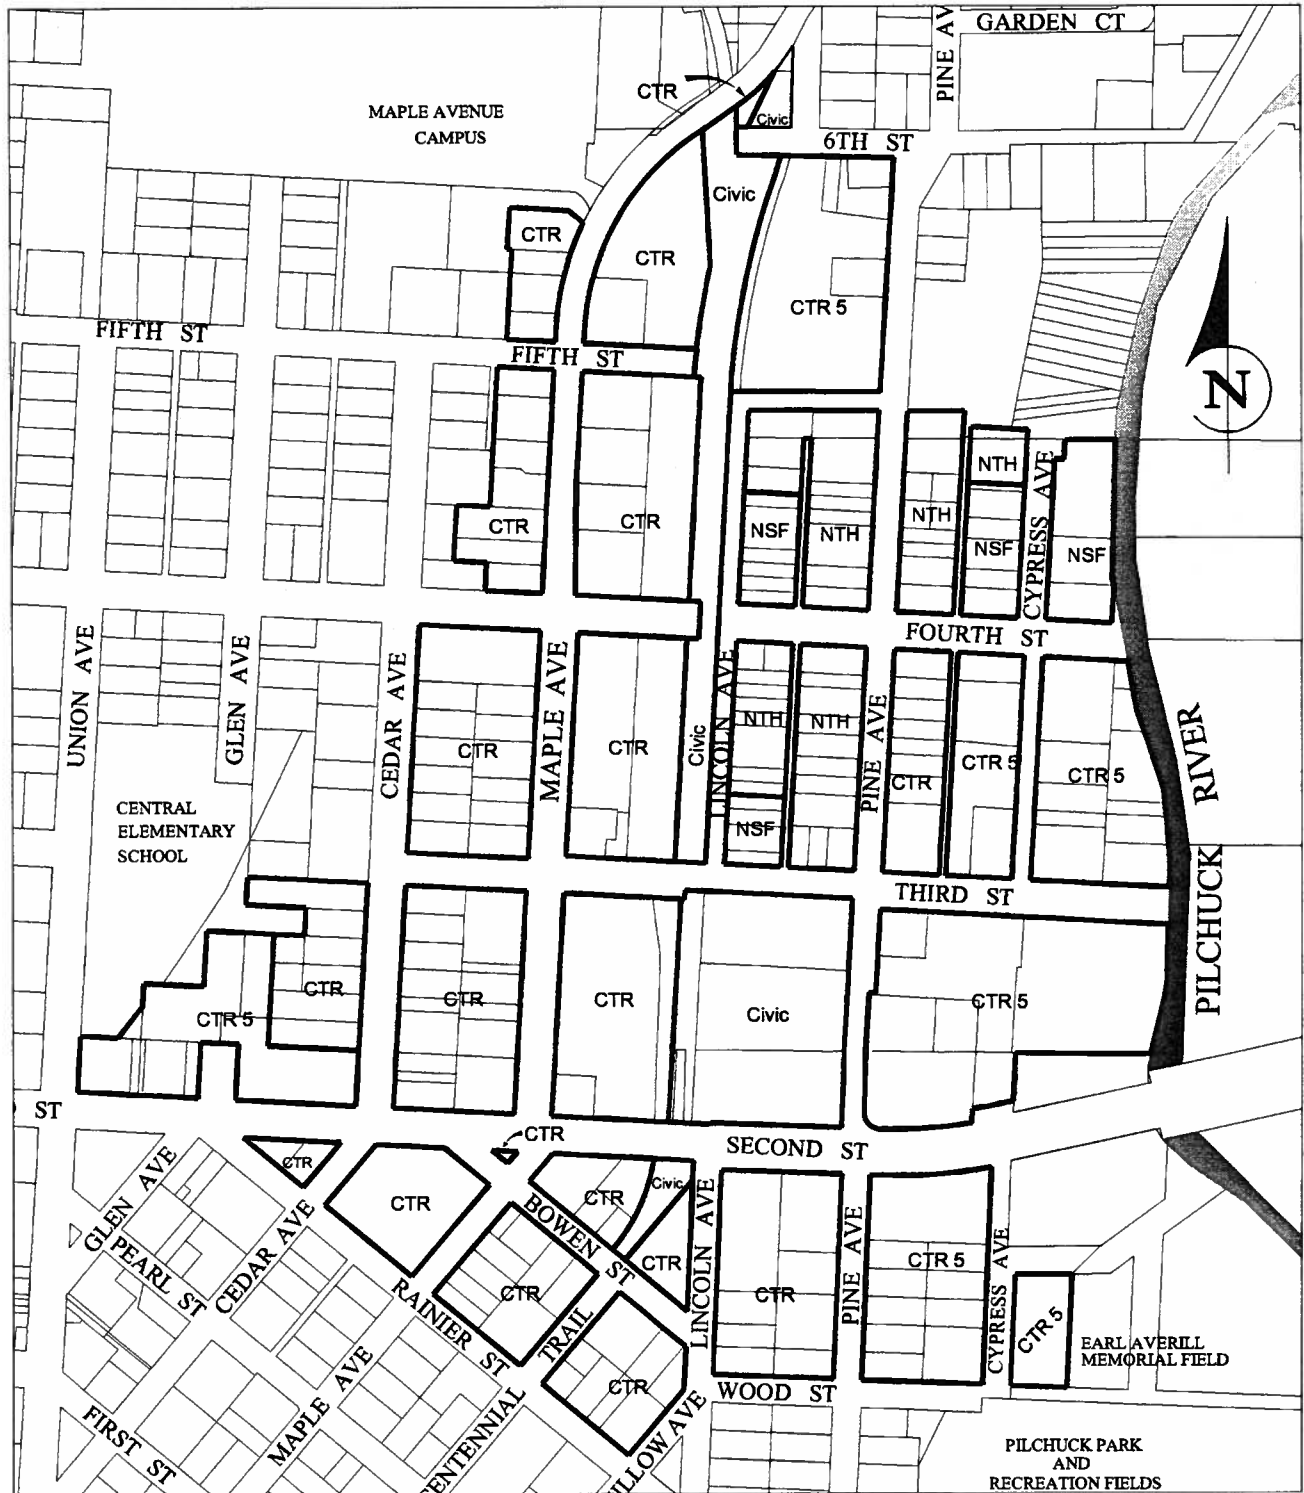 GARDEN CT
PINE AV
CTR
MAPLE AVENUE
CAMPUS
Civic
6TH ST
Civic
CTR
CTR
CTR 5
FIFTH ST
FIFTH ST
N
NTH
CTR
CTR
NSF
NTH
NTH
NSF
CYPRESS AVE
NSF
FOURTH ST
UNION AVE
GLEN AVE
CEDAR AVE
CTR
MAPLE AVE
CTR
Civic
LINCOLN AVE
NTH
NTH
PINE AVE
CTR
CTR 5
CTR 5
PILCHUCK RIVER
CENTRAL
ELEMENTARY
SCHOOL
NSF
THIRD ST
CTR
CTR
CTR
Civic
CTR 5
CTR 5
ST
CTR
SECOND ST
CTR
CTR
CTR
Civic
CTR
GLEN AVE
PEARL ST
CEDAR AVE
BOWEN ST
LINCOLN AVE
PINE AVE
CTR 5
CYPRESS AVE
CTR
CTR
RAINIER ST
TRAIL
CTR 5
EARL AVERILL
MEMORIAL FIELD
CTR
WOOD ST
FIRST ST
MAPLE AVE
ENTENNIAL
ILLOW AVE
PILCHUCK PARK
AND
RECREATION FIELDS